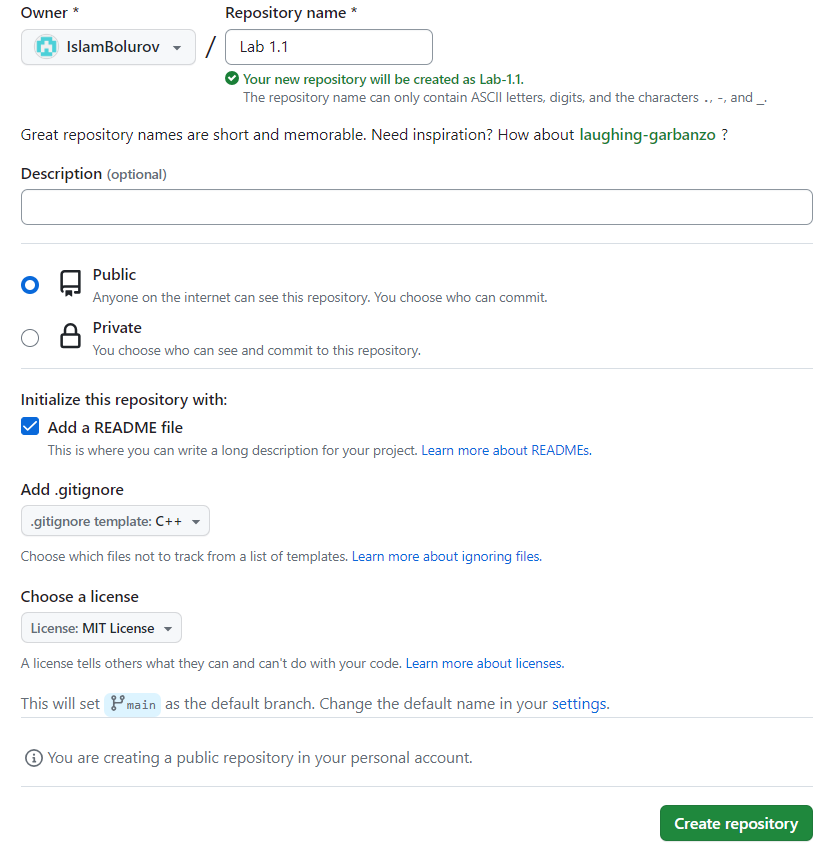 Owner * Repository name *
IslamBolurov / Lab 1.1
Your new repository will be created as Lab-1.1.
The repository name can only contain ASCII letters, digits, and the characters ., -, and _.
Great repository names are short and memorable. Need inspiration? How about laughing-garbanzo ?
Description (optional)
Public
Anyone on the internet can see this repository. You choose who can commit.
Private
You choose who can see and commit to this repository.
Initialize this repository with:
Add a README file
This is where you can write a long description for your project. Learn more about READMEs.
Add .gitignore
.gitignore template: C++
Choose which files not to track from a list of templates. Learn more about ignoring files.
Choose a license
License: MIT License
A license tells others what they can and can't do with your code. Learn more about licenses.
This will set main as the default branch. Change the default name in your settings.
You are creating a public repository in your personal account.
Create repository